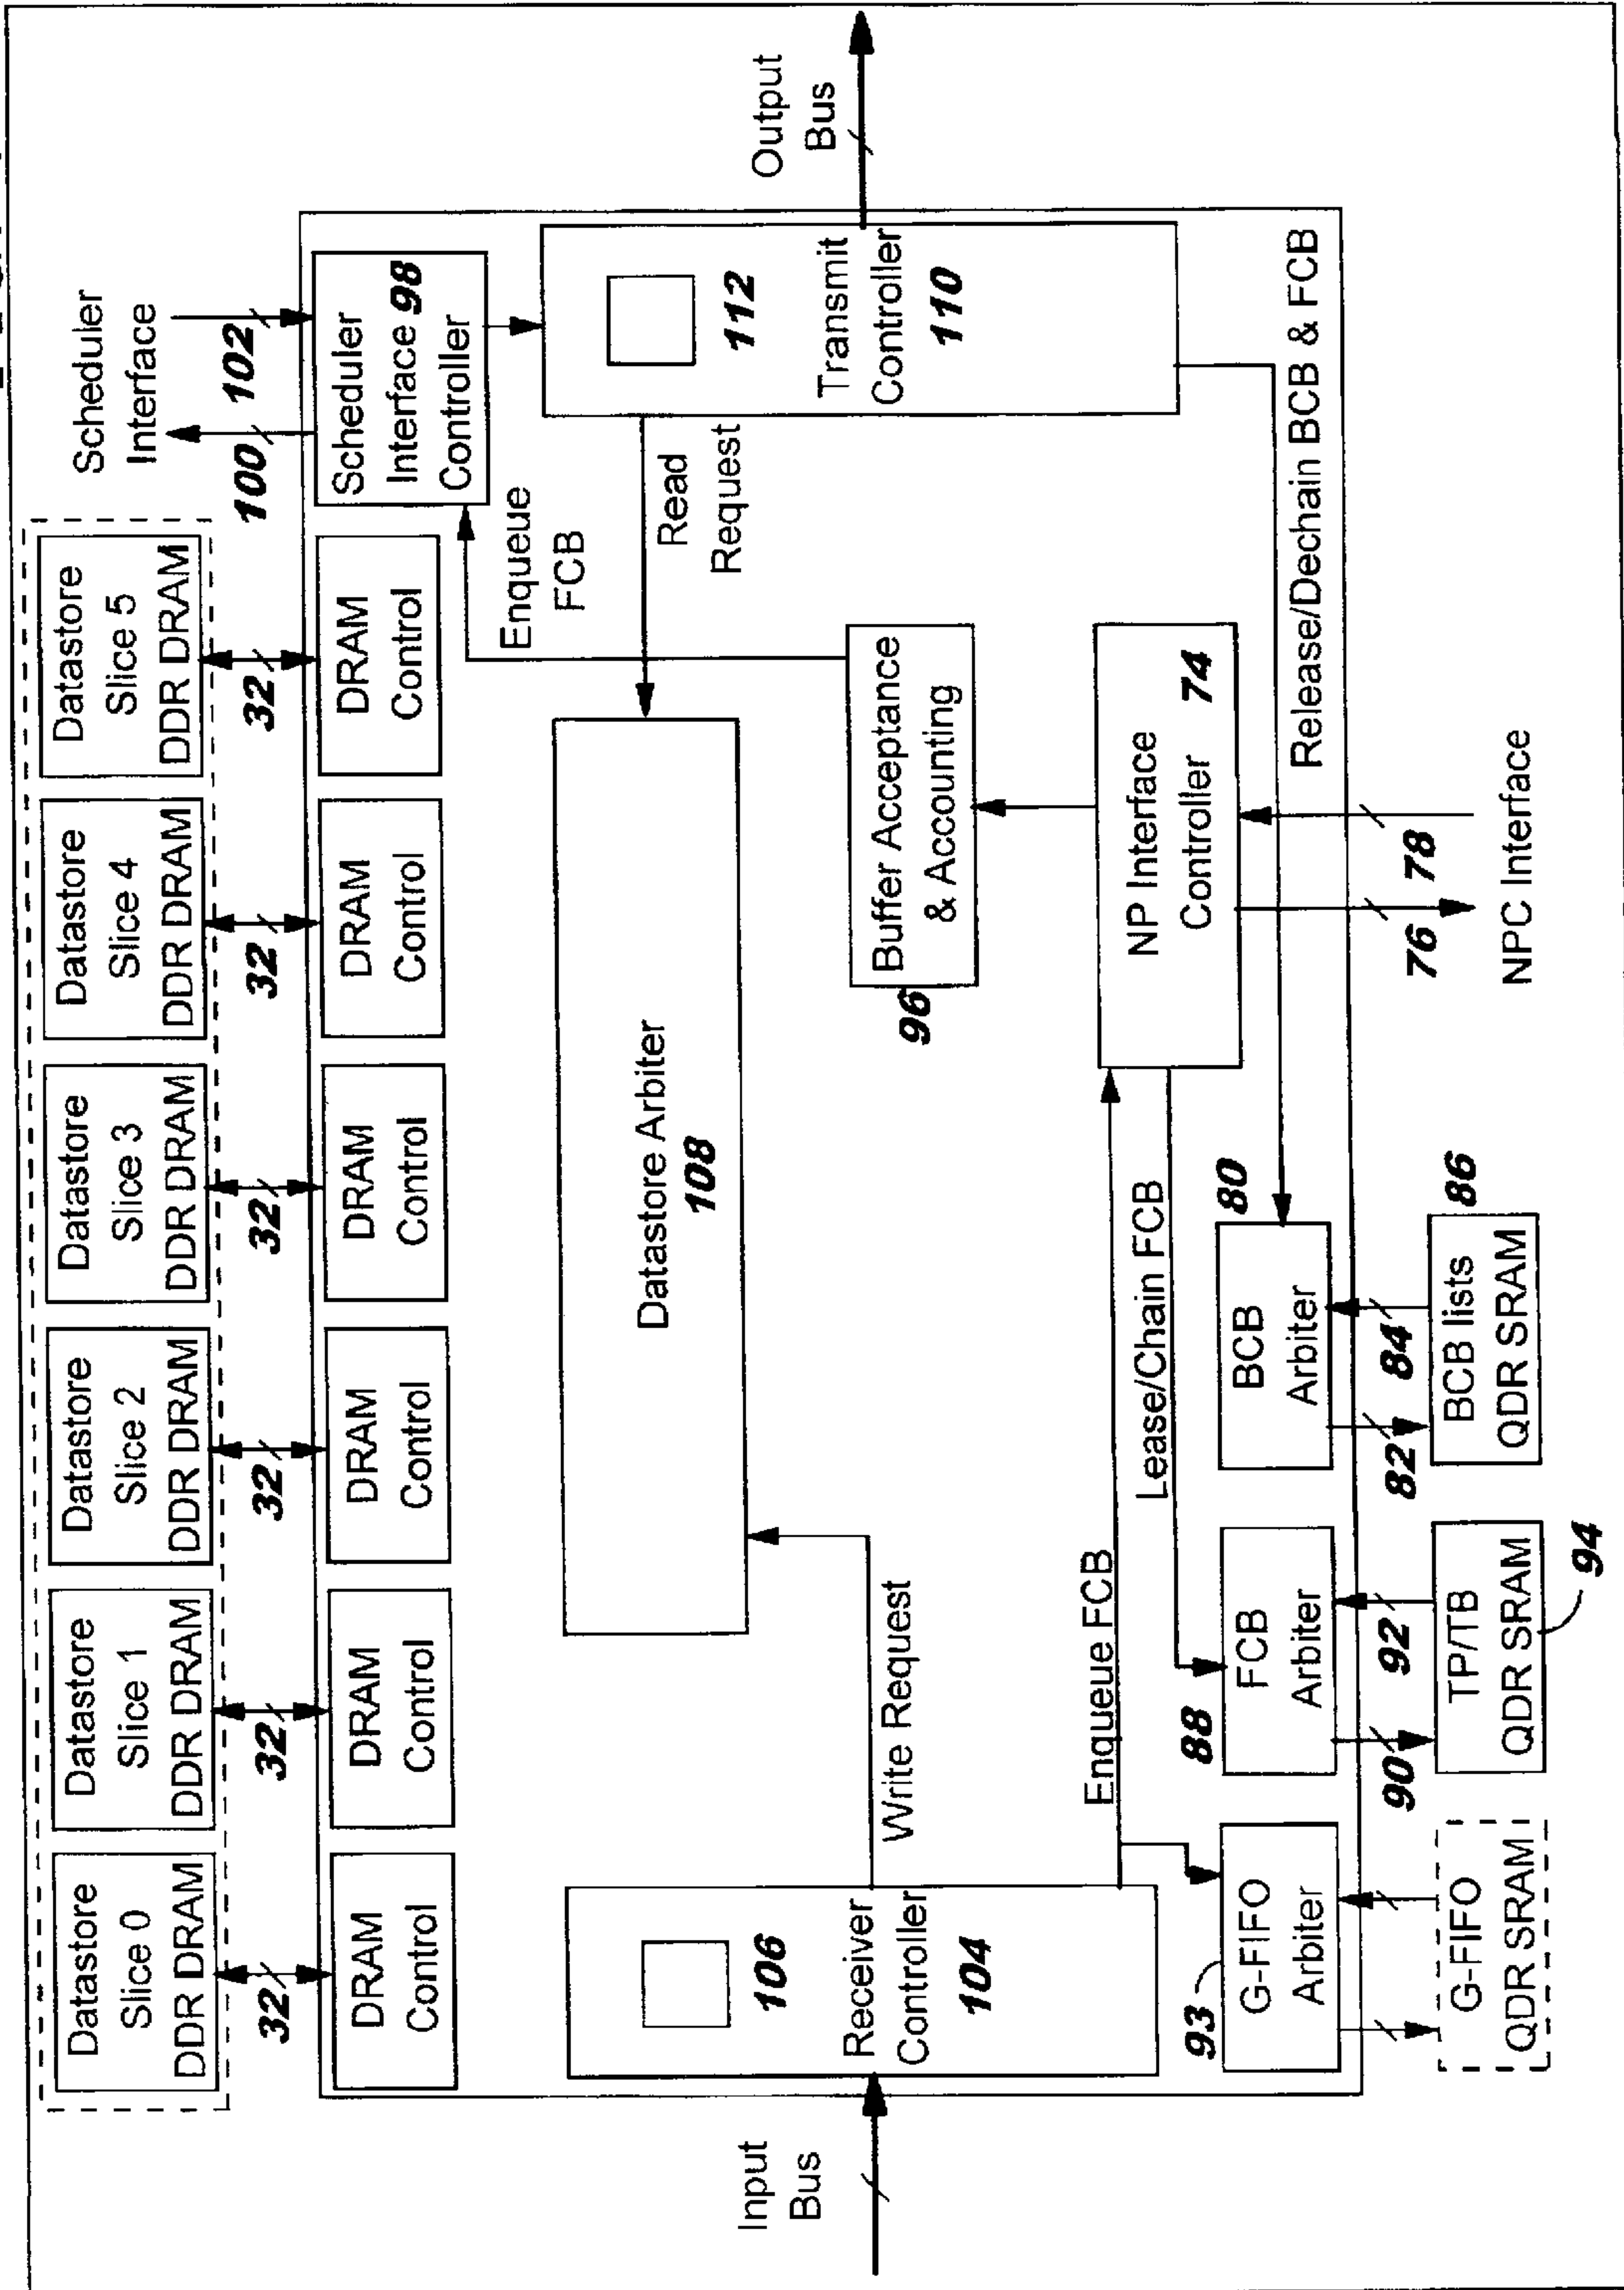 Datastore
Slice 0
DDR DRAM
Datastore
Slice 1
DDR DRAM
Datastore
Slice 2
DDR DRAM
Datastore
Slice 3
DDR DRAM
Datastore
Slice 4
DDR DRAM
Datastore
Slice 5
DDR DRAM
Scheduler
Interface
32
32
32
32
32
32
100
102
DRAM
Control
DRAM
Control
DRAM
Control
DRAM
Control
DRAM
Control
DRAM
Control
Scheduler
Interface 98
Controller
Enqueue
FCB
Read
Request
Input
Bus
106
Receiver
Controller
104
Write Request
Datastore Arbiter
108
112
Transmit
Controller
110
Output
Bus
96
Buffer Acceptance
& Accounting
Enqueue FCB
Lease/Chain FCB
NP Interface
74
Controller
Release/Dechain BCB & FCB
93
G-FIFO
Arbiter
88
FCB
Arbiter
80
BCB
Arbiter
90
92
82
84
76
78
G-FIFO
QDR SRAM
TP/TB
QDR SRAM
94
86
BCB lists
QDR SRAM
NPC Interface